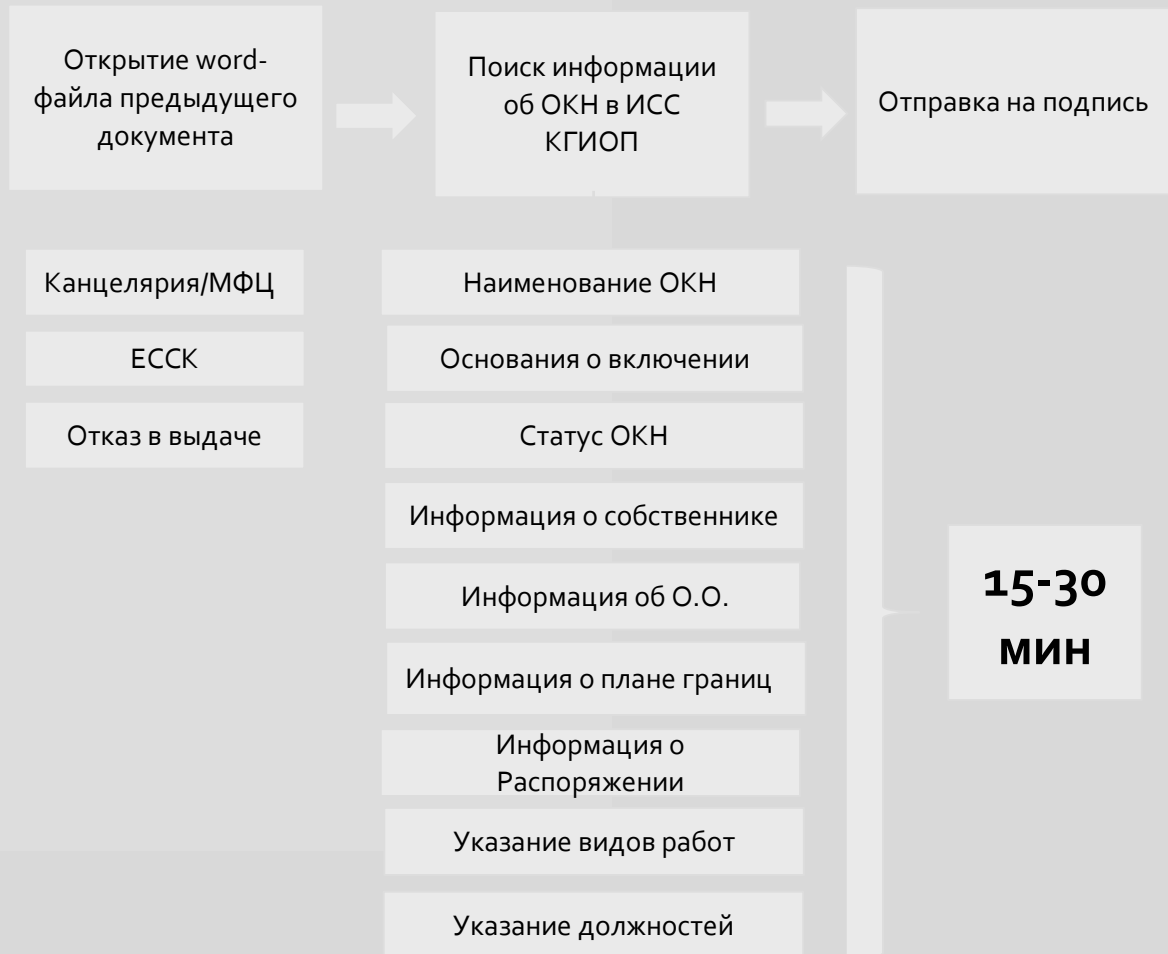 Открытие word-
файла предыдущего
документа
Поиск информации
об ОКН в ИСС
КГИОП
Отправка на подпись
Канцелярия/МФЦ
ЕССК
Отказ в выдаче
Наименование ОКН
Основания о включении
Статус ОКН
Информация о собственнике
Информация об О.О.
Информация о плане границ
Информация о
Распоряжении
Указание видов работ
Указание должностей
15-30
мин